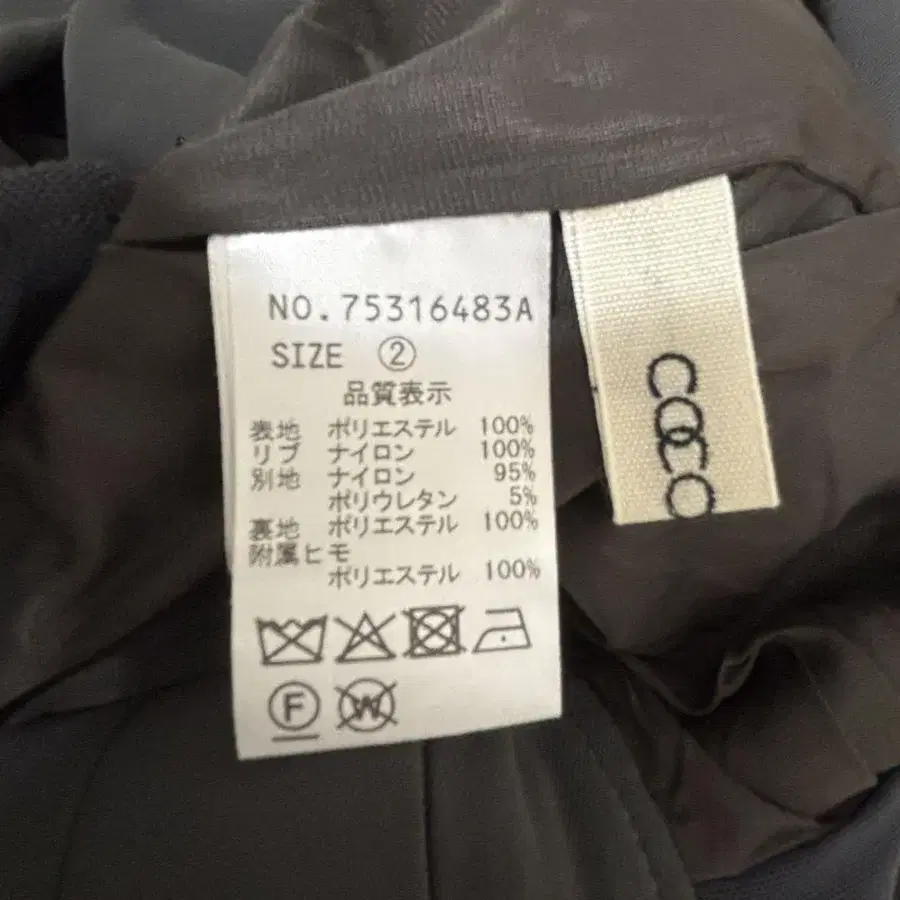 NO.75316483A
SIZE ②
品質表示
表地 ポリエステル 100%
リブ ナイロン 100%
別地 ナイロン 95%
ポリウレタン 5%
裏地 ポリエステル 100%
附属ヒモ
ポリエステル 100%
F W
COCO